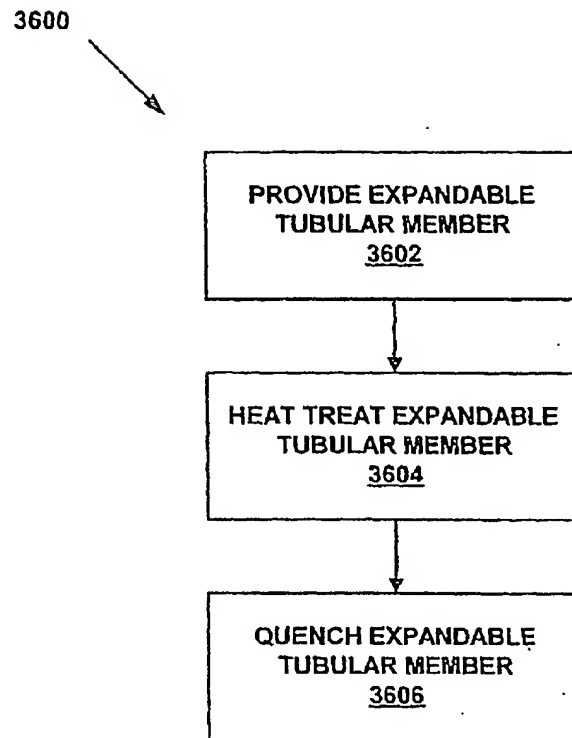 3600
PROVIDE EXPANDABLE
TUBULAR MEMBER
3602
HEAT TREAT EXPANDABLE
TUBULAR MEMBER
3604
QUENCH EXPANDABLE
TUBULAR MEMBER
3606